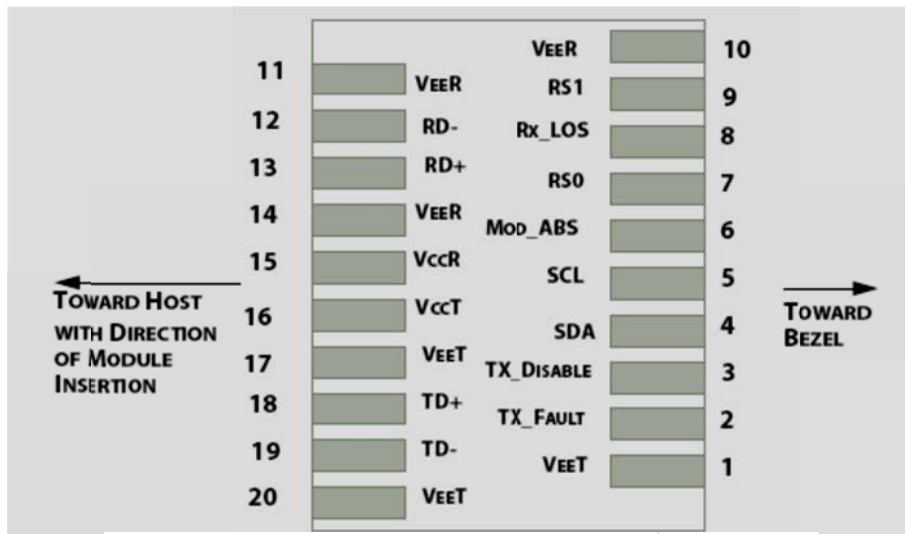 11 VEER
12 RD-
13 RD+
14 VEER
15 VCCR
16 VCCT
17 VEET
18 TD+
19 TD-
20 VEET
VEER 10
RS1 9
RX_LOS 8
RS0 7
MOD_ABS 6
SCL 5
SDA 4
TX_DISABLE 3
TX_FAULT 2
VEET 1
TOWARD HOST
WITH DIRECTION
OF MODULE
INSERTION
TOWARD
BEZEL